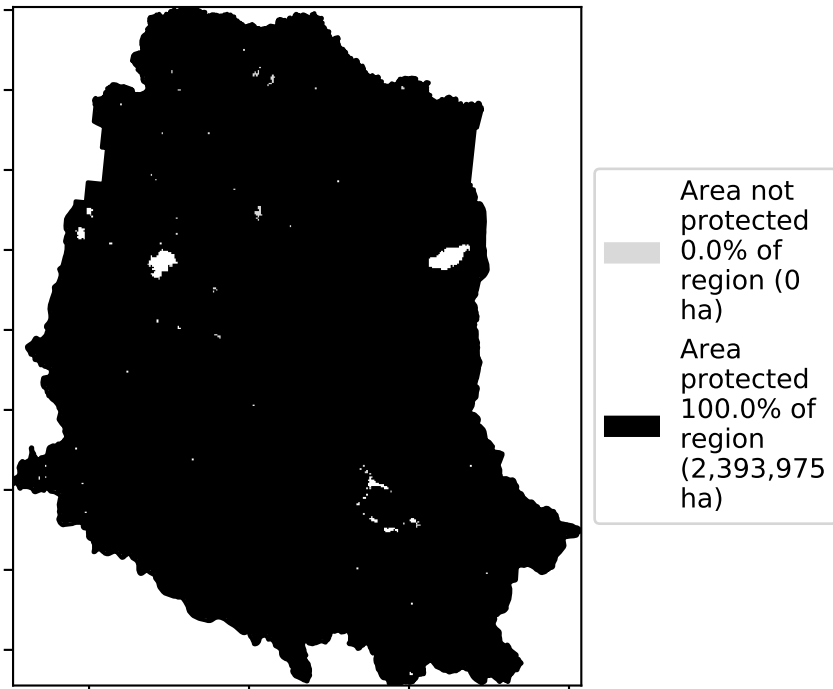 Area not
protected
0.0% of
region (0
ha)
Area
protected
100.0% of
region
(2,393,975
ha)